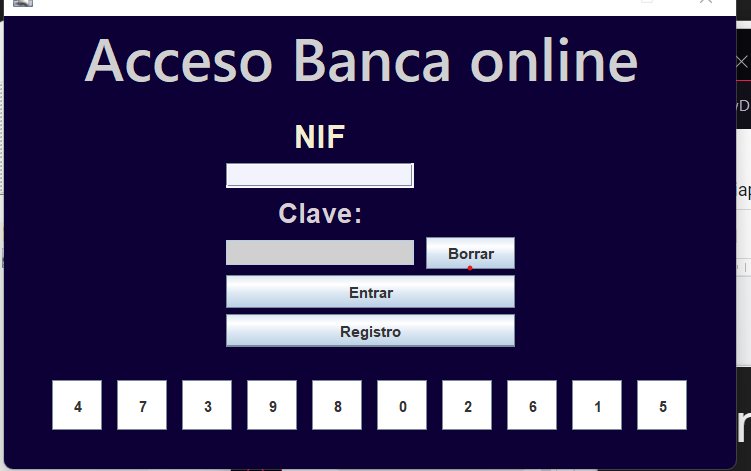 Acceso Banca online
NIF
Clave:
Borrar
Entrar
Registro
4 7 3 9 8 0 2 6 1 5